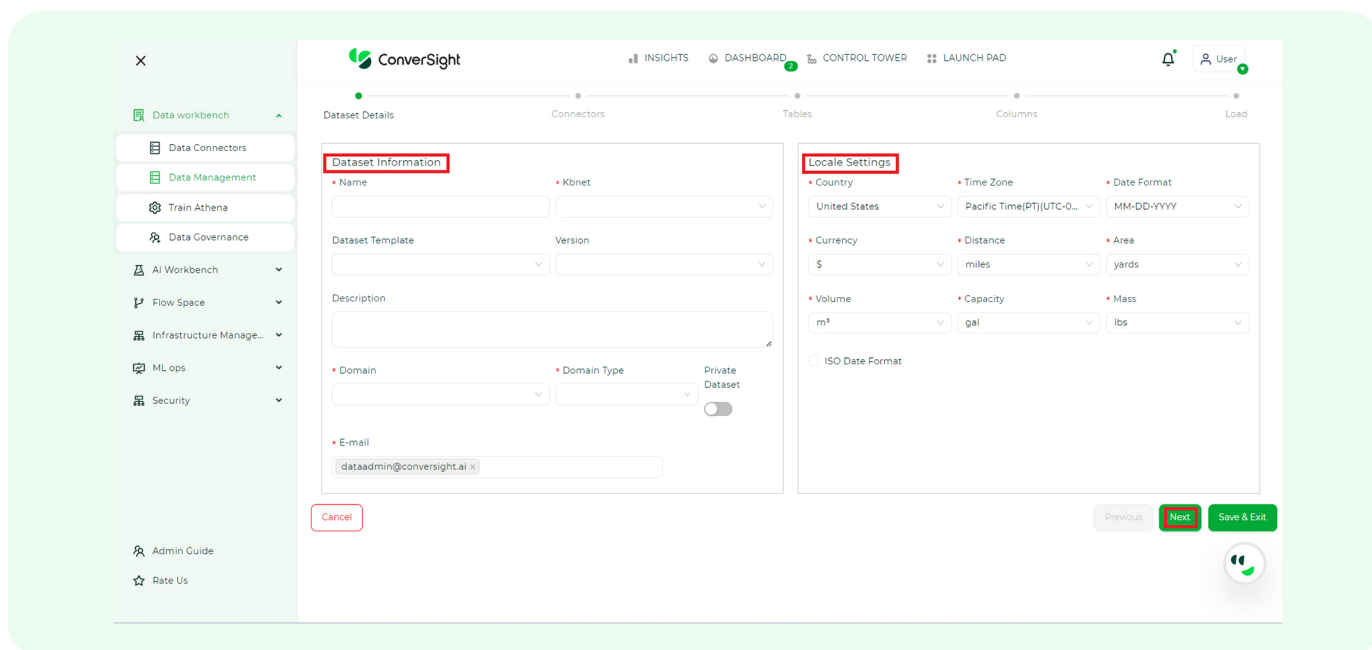 ConverSight
INSIGHTS
DASHBOARD
2
CONTROL TOWER
LAUNCH PAD
User
Data workbench
Data Connectors
Data Management
Train Athena
Data Governance
AI Workbench
Flow Space
Infrastructure Manage...
ML ops
Security
Admin Guide
Rate Us
Dataset Details
Connectors
Tables
Columns
Load
Dataset Information
* Name
* Kbnet
Dataset Template
Version
Description
* Domain
* Domain Type
Private
Dataset
* E-mail
dataadmin@conversight.ai ×
Locale Settings
* Country
* Time Zone
* Date Format
United States
Pacific Time(PT)(UTC-0...
MM-DD-YYYY
* Currency
* Distance
* Area
$
miles
yards
* Volume
* Capacity
* Mass
m³
gal
lbs
ISO Date Format
Cancel
Previous
Next
Save & Exit